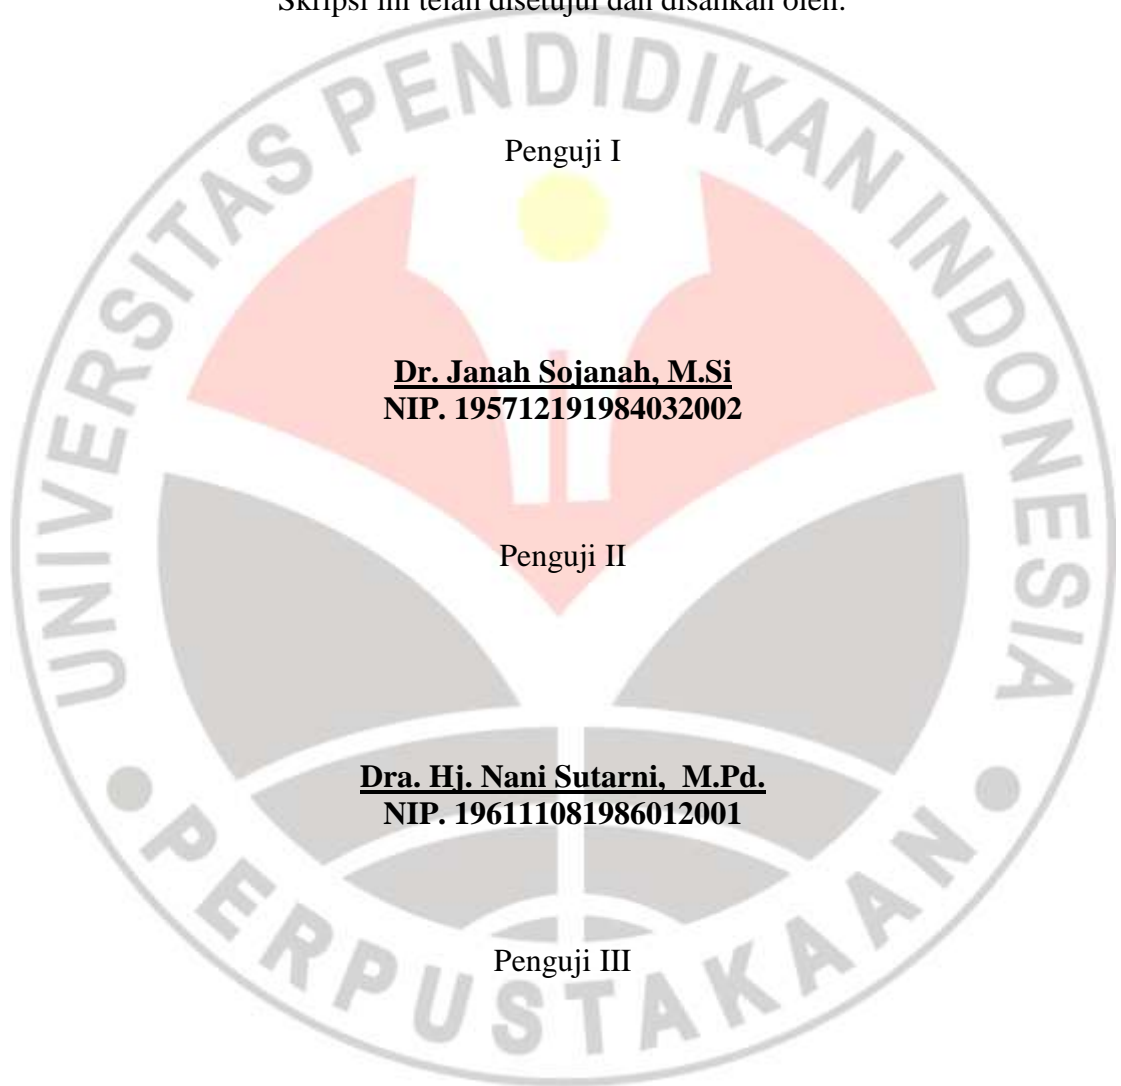 Skripsi ini telah disetujui dan disahkan oleh:
UNIVERSITAS PENDIDIKAN INDONESIA
Penguji I
Dr. Janah Sojanah, M.Si
NIP. 195712191984032002
Penguji II
Dra. Hj. Nani Sutarni, M.Pd.
NIP. 196111081986012001
Penguji III
PERPUSTAKAAN